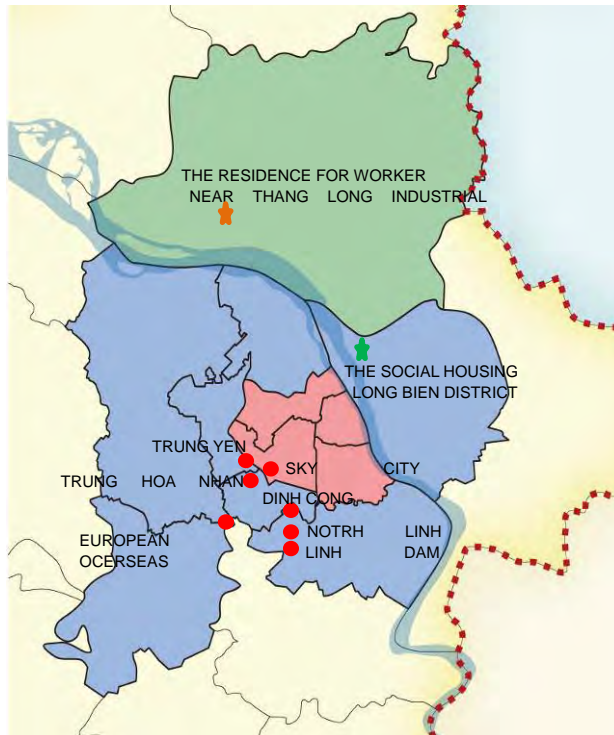 THE RESIDENCE FOR WORKER
NEAR THANG LONG INDUSTRIAL
THE SOCIAL HOUSING
LONG BIEN DISTRICT
TRUNG YEN
SKY CITY
TRUNG HOA NHAN
DINH CONG
NOTRH LINH
EUROPEAN
LINH DAM
OCERSEAS